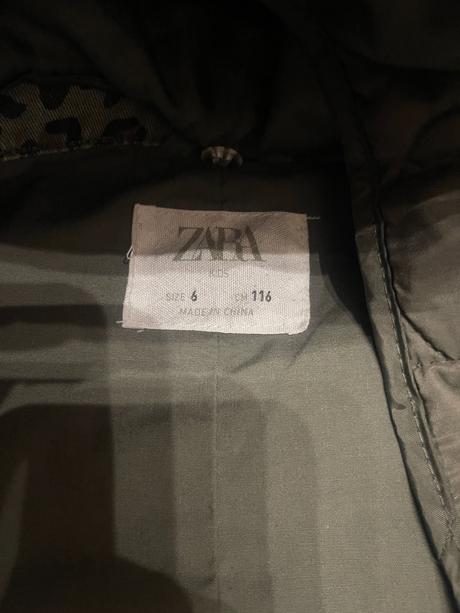 ZARA
KIDS
SIZE 6 CM 116
MADE IN CHINA